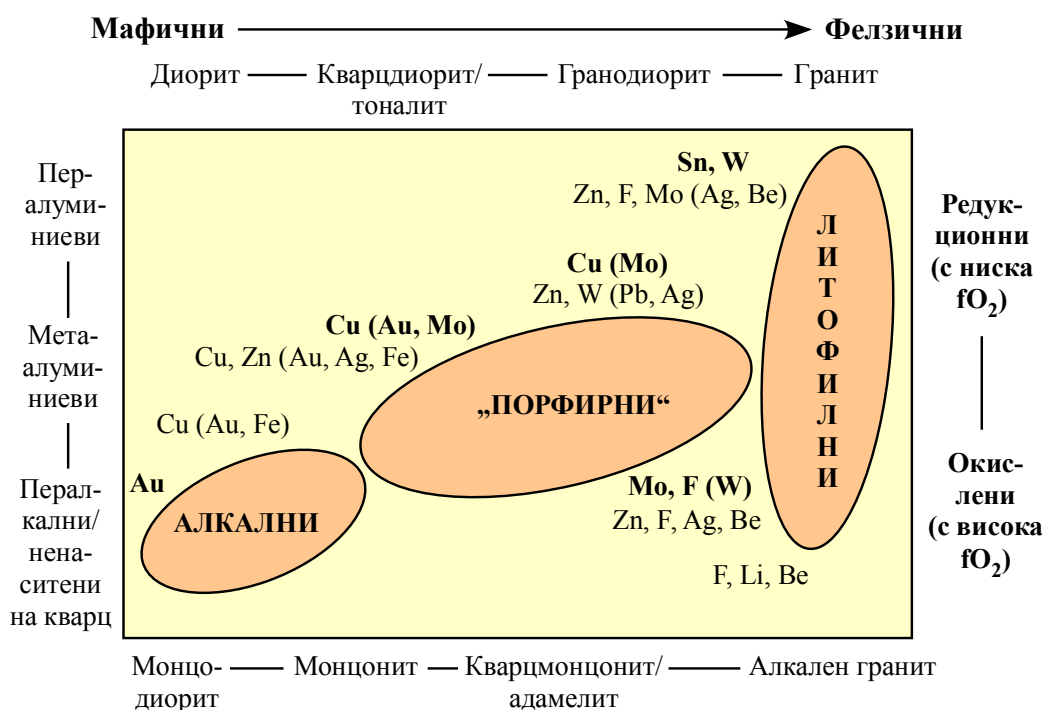 Мафични Фелзични
Диорит Кварцдиорит/ Гранодиорит Гранит
тоналит
Пер-
алуми-
ниеви
Мета-
алуми-
ниеви
Перал-
кални/
нена-
ситени
на кварц
Sn, W
Zn, F, Mo (Ag, Be)
Cu (Mo)
Zn, W (Pb, Ag)
Cu (Au, Mo)
Cu, Zn (Au, Ag, Fe)
Cu (Au, Fe)
Au
АЛКАЛНИ
„ПОРФИРНИ“
ЛИТОФИЛНИ
Mo, F (W)
Zn, F, Ag, Be
F, Li, Be
Редук-
ционни
(с ниска
fO2)
Окис-
лени
(с висока
fO2)
Монцо- Монцонит Кварцмонцонит/ Алкален гранит
диорит адамелит